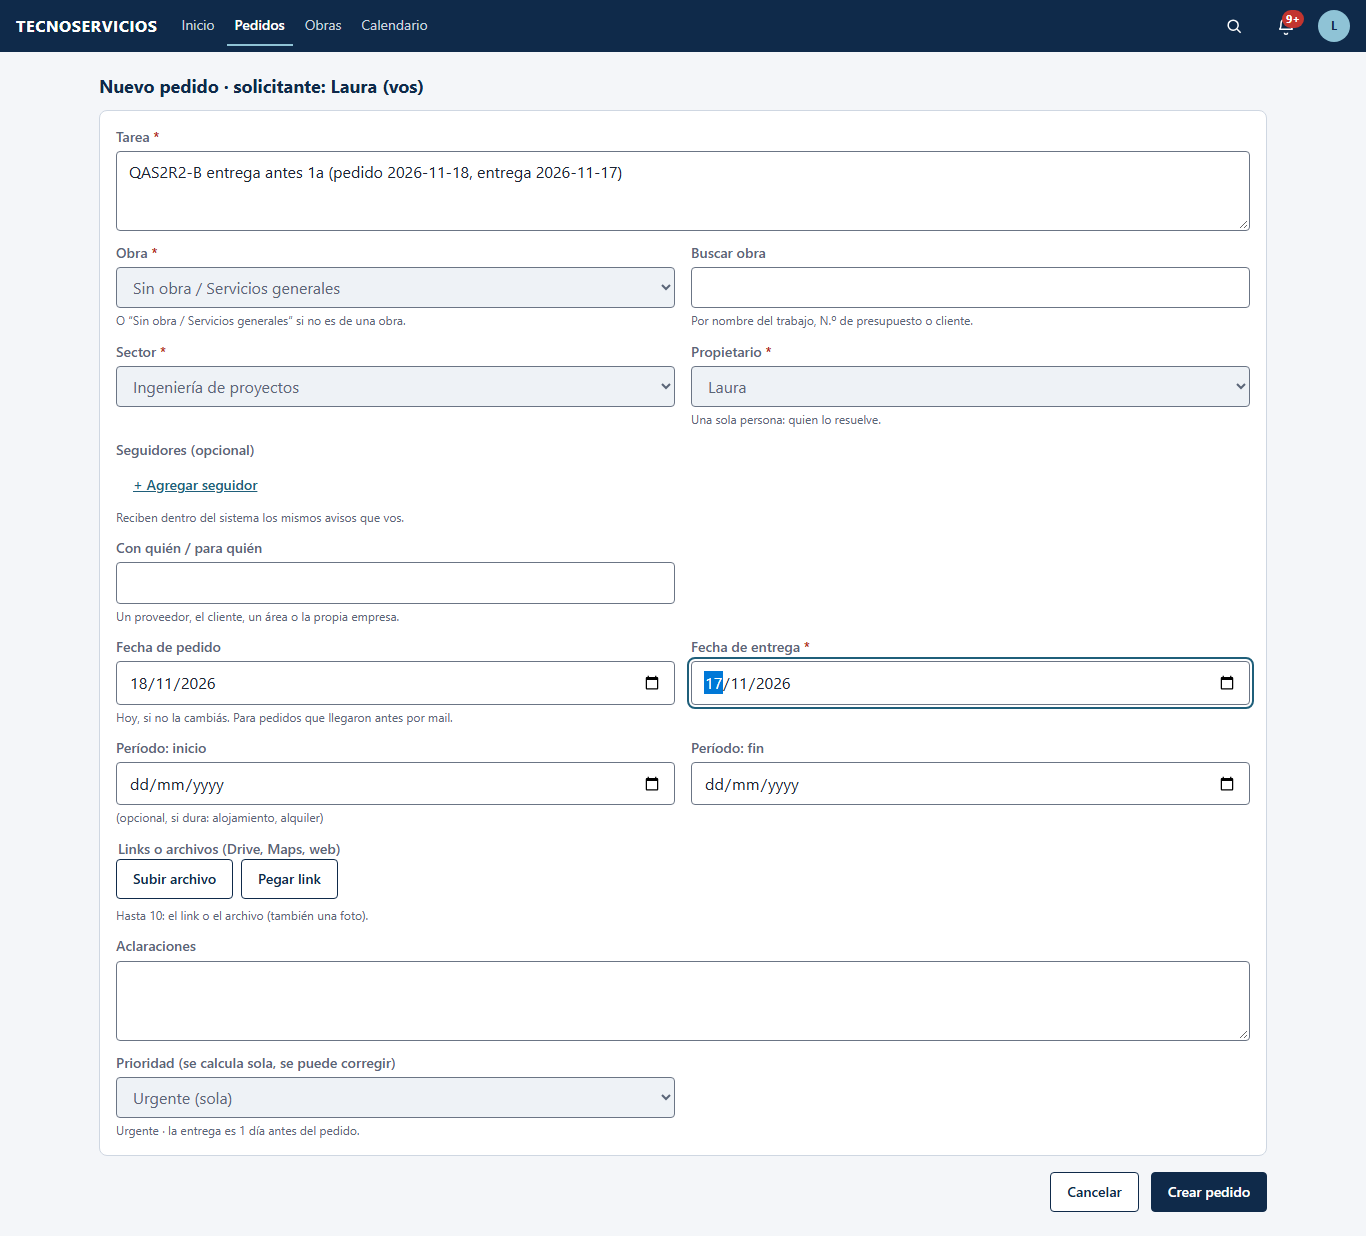 TECNOSERVICIOS Inicio Pedidos Obras Calendario 9+ L
Nuevo pedido · solicitante: Laura (vos)
Tarea *
QAS2R2-B entrega antes 1a (pedido 2026-11-18, entrega 2026-11-17)
Obra * Buscar obra
Sin obra / Servicios generales
O “Sin obra / Servicios generales” si no es de una obra. Por nombre del trabajo, N.º de presupuesto o cliente.
Sector * Propietario *
Ingeniería de proyectos Laura
Una sola persona: quien lo resuelve.
Seguidores (opcional)
+ Agregar seguidor
Reciben dentro del sistema los mismos avisos que vos.
Con quién / para quién
Un proveedor, el cliente, un área o la propia empresa.
Fecha de pedido Fecha de entrega *
18/11/2026 17/11/2026
Hoy, si no la cambiás. Para pedidos que llegaron antes por mail.
Período: inicio Período: fin
dd/mm/yyyy dd/mm/yyyy
(opcional, si dura: alojamiento, alquiler)
Links o archivos (Drive, Maps, web)
Subir archivo Pegar link
Hasta 10: el link o el archivo (también una foto).
Aclaraciones
Prioridad (se calcula sola, se puede corregir)
Urgente (sola)
Urgente · la entrega es 1 día antes del pedido.
Cancelar Crear pedido